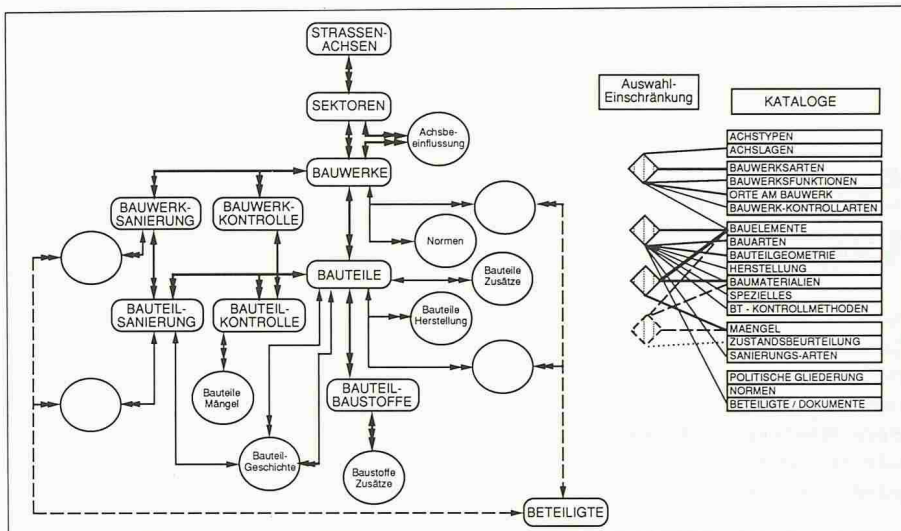 STRASSEN-
ACHSEN
SEKTOREN
Achsbe-
einflussung
BAUWERKE
BAUWERK-
SANIERUNG
BAUWERK-
KONTROLLE
Normen
BAUTEILE
Bauteile
Zusätze
BAUTEIL-
SANIERUNG
BAUTEIL-
KONTROLLE
Bauteile
Herstellung
Bauteile
Mängel
BAUTEIL-
BAUSTOFFE
Bauteil-
Geschichte
Baustoffe
Zusätze
BETEILIGTE
Auswahl-
Einschränkung
KATALOGE
ACHSTYPEN
ACHSLAGEN
BAUWERKSARTEN
BAUWERKSFUNKTIONEN
ORTE AM BAUWERK
BAUWERK-KONTROLLARTEN
BAUELEMENTE
BAUARTEN
BAUTEILGEOMETRIE
HERSTELLUNG
BAUMATERIALIEN
SPEZIELLES
BT - KONTROLLMETHODEN
MAENGEL
ZUSTANDSBEURTEILUNG
SANIERUNGS-ARTEN
POLITISCHE GLIEDERUNG
NORMEN
BETEILIGTE / DOKUMENTE